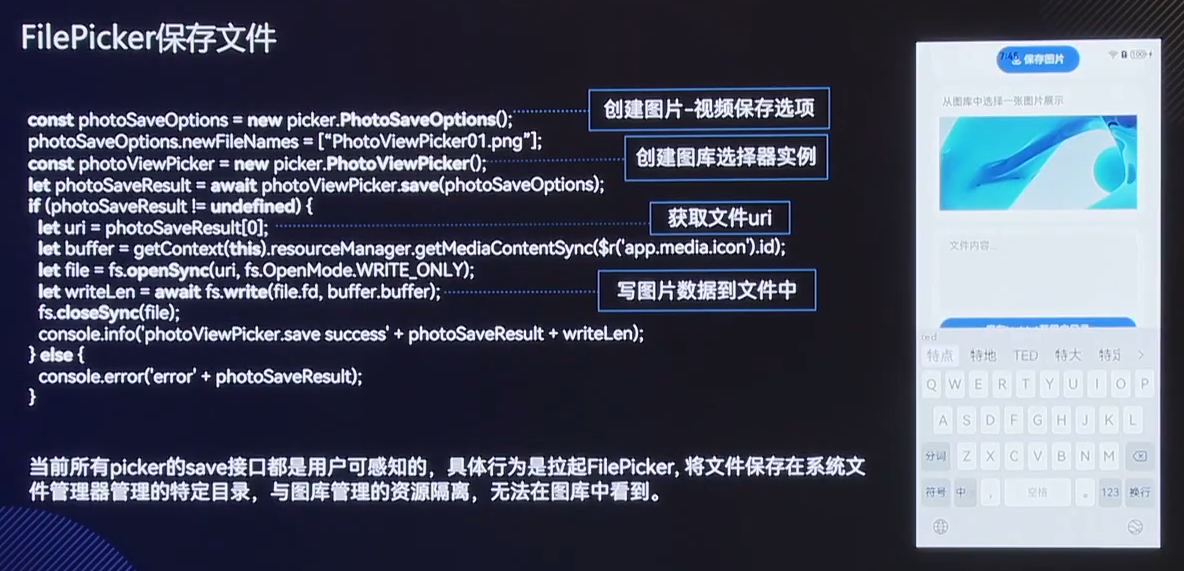 FilePicker保存文件
const photoSaveOptions = new picker.PhotoSaveOptions();
创建图片-视频保存选项
photoSaveOptions.newFileNames = [“PhotoViewPicker01.png”];
const photoViewPicker = new picker.PhotoViewPicker();
创建图库选择器实例
let photoSaveResult = await photoViewPicker.save(photoSaveOptions);
if (photoSaveResult != undefined) {
let uri = photoSaveResult[0];
获取文件uri
let buffer = getContext(this).resourceManager.getMediaContentSync($r('app.media.icon').id);
let file = fs.openSync(uri, fs.OpenMode.WRITE_ONLY);
let writeLen = await fs.write(file.fd, buffer.buffer);
写图片数据到文件中
fs.closeSync(file);
console.info('photoViewPicker.save success' + photoSaveResult + writeLen);
} else {
console.error('error' + photoSaveResult);
}
当前所有picker的save接口都是用户可感知的，具体行为是拉起FilePicker, 将文件保存在系统文
件管理器管理的特定目录，与图库管理的资源隔离，无法在图库中看到。
7:45
保存图片
100
从图库中选择一张图片展示
文件内容...
ted
特点 特地 TED 特大 特定
Q W E R T Y U I O P
A S D F G H J K L
分词 Z X C V B N M
符号 中 ， 空格 。 123 换行